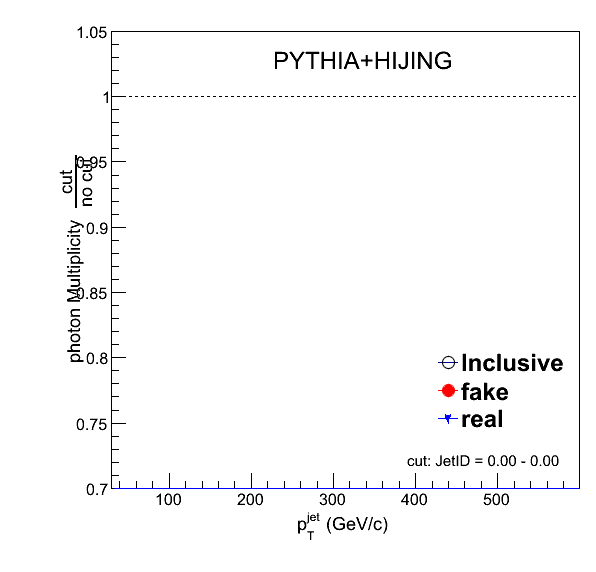 1.05
PYTHIA+HIJING
1
0.95
photon Multiplicity cut
no cut
0.9
0.85
0.8
Inclusive
fake
real
0.75
cut: JetID = 0.00 - 0.00
0.7
100 200 300 400 500
p_T^jet (GeV/c)